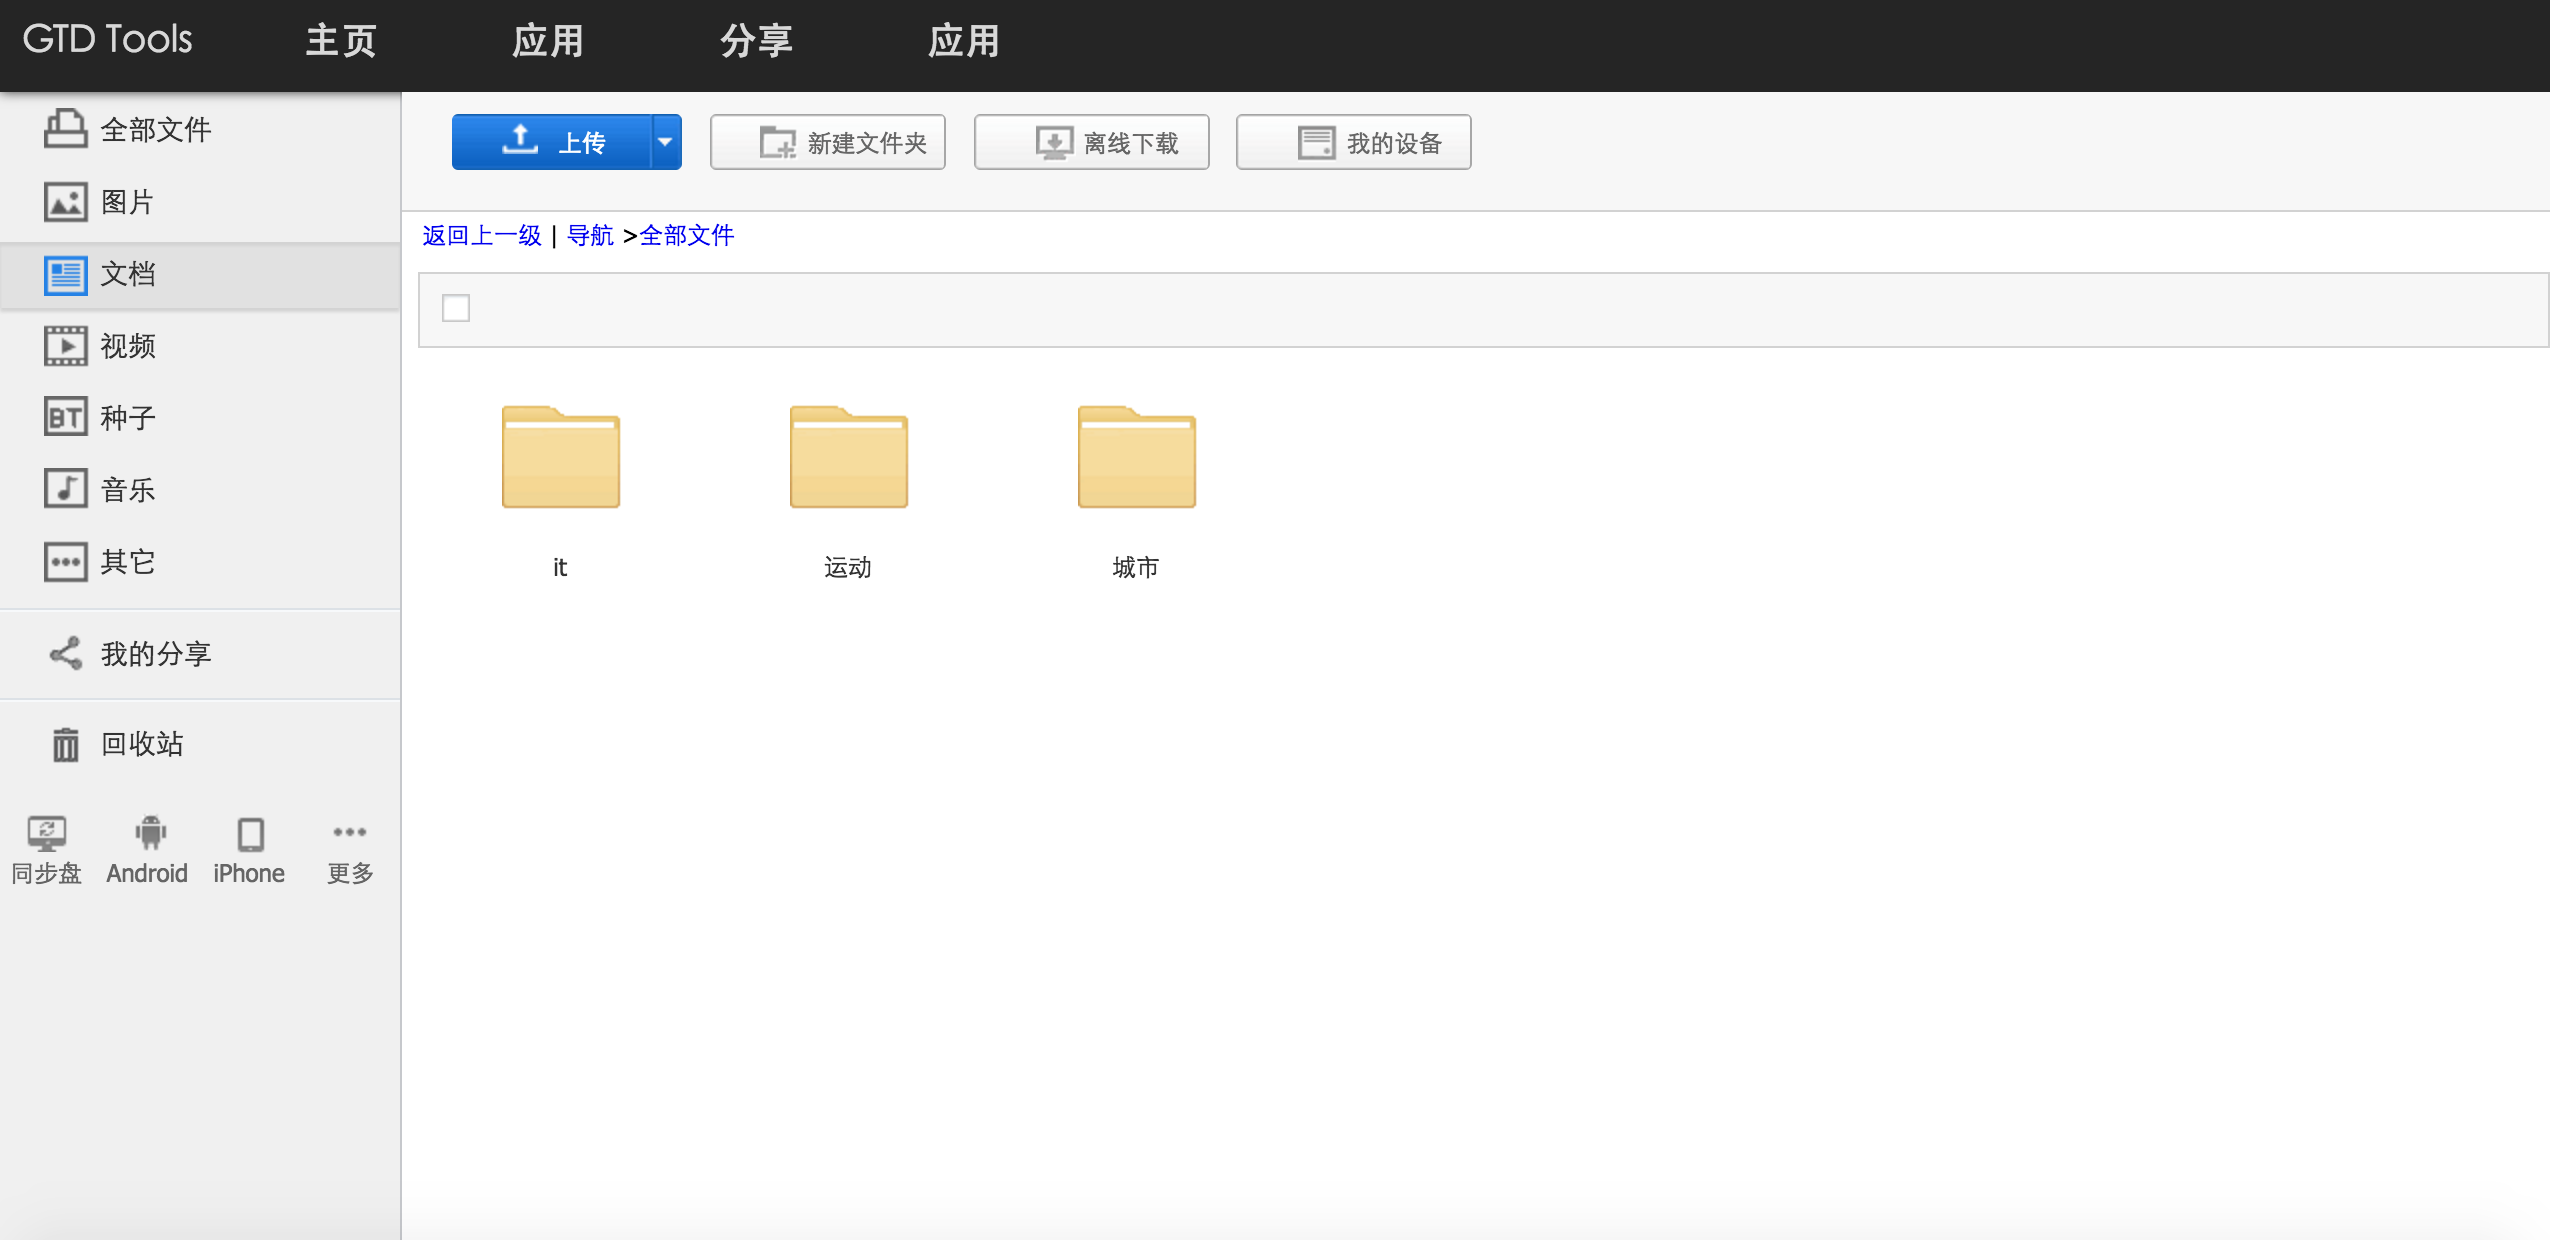 GTD Tools 主页 应用 分享 应用
全部文件
图片
文档
视频
BT 种子
音乐
其它
我的分享
回收站
同步盘 Android iPhone 更多
上传 新建文件夹 离线下载 我的设备
返回上一级 | 导航 >全部文件
it 运动 城市